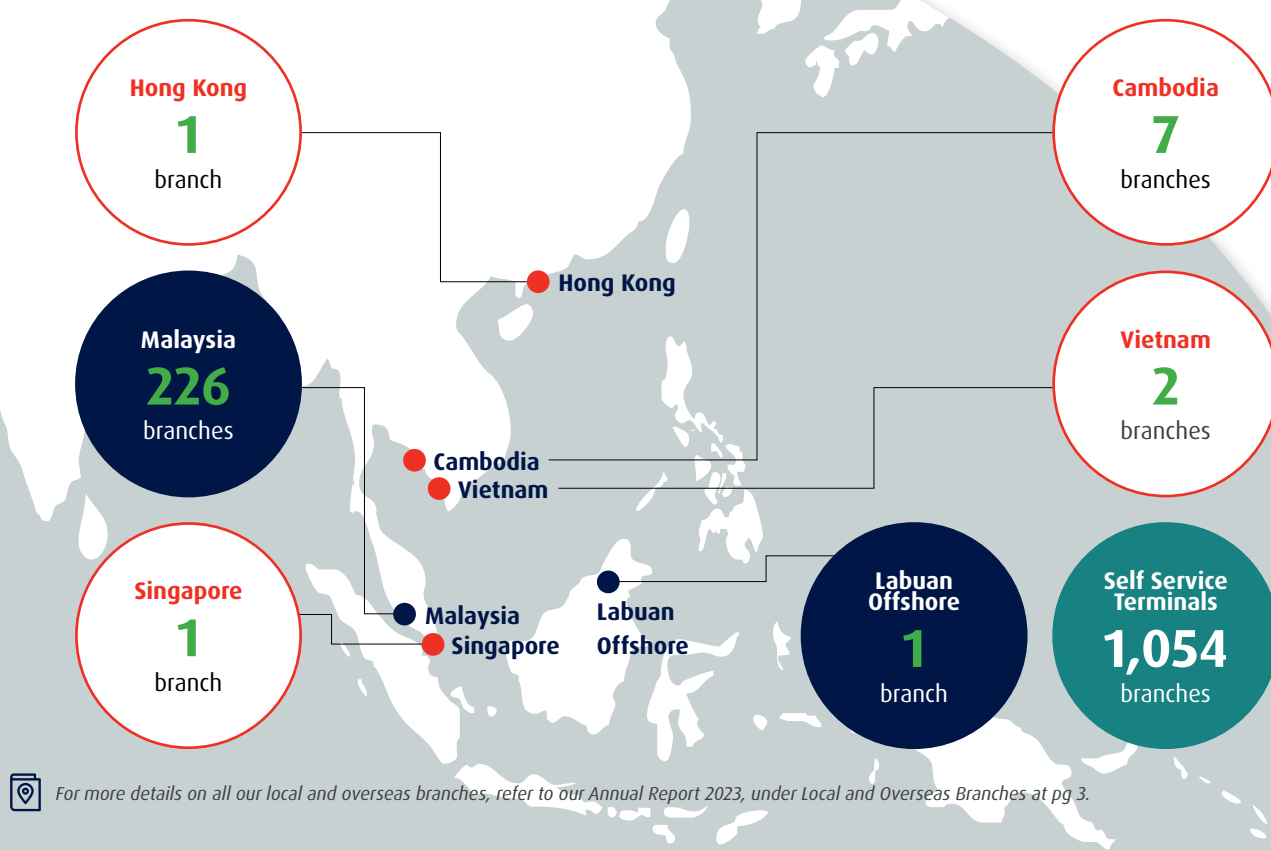 Hong Kong
1
branch
Cambodia
7
branches
Hong Kong
Malaysia
226
branches
Vietnam
2
branches
Cambodia
Vietnam
Singapore
1
branch
Malaysia
Singapore
Labuan
Offshore
Labuan
Offshore
1
branch
Self Service
Terminals
1,054
branches
For more details on all our local and overseas branches, refer to our Annual Report 2023, under Local and Overseas Branches at pg 3.